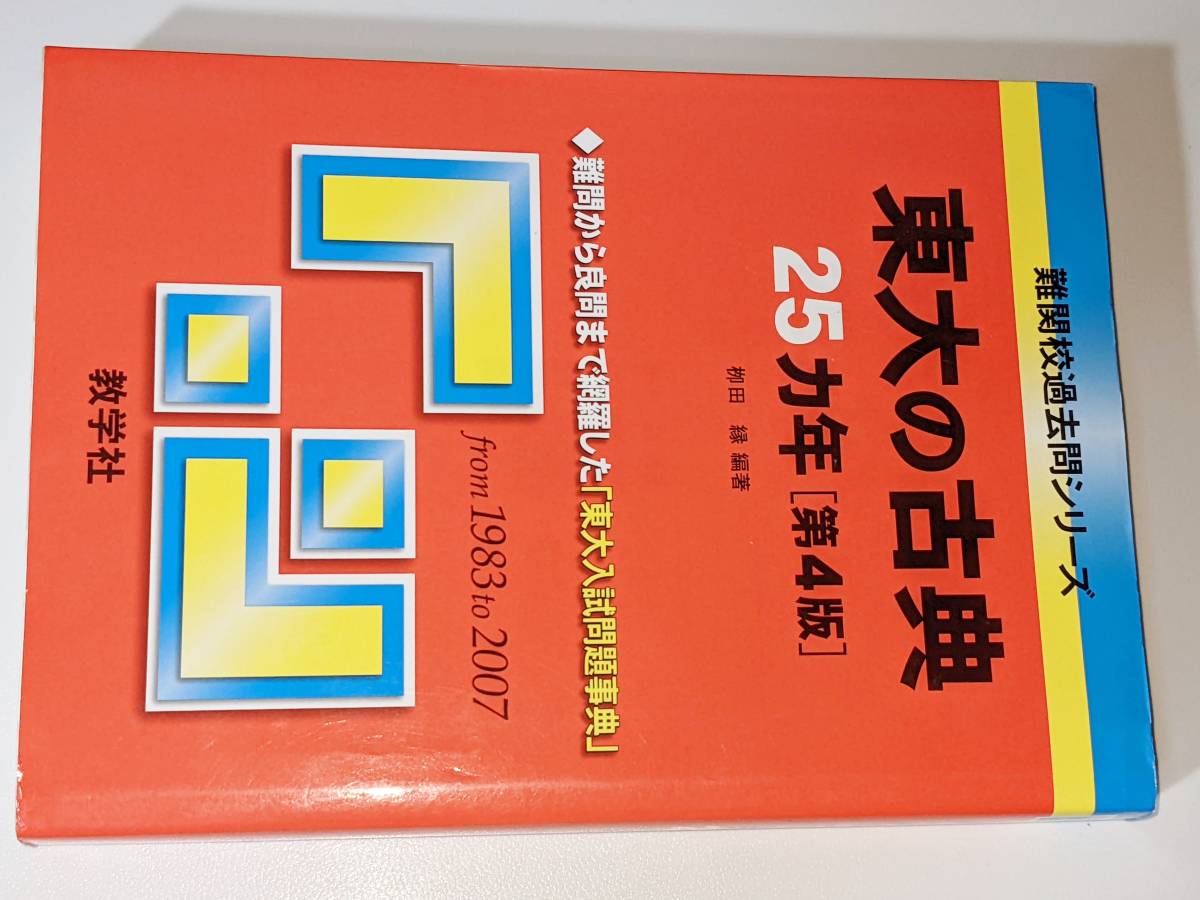 難関校過去問シリーズ
東大の古典
25カ年[第4版]
柳田 縁 編著
◆難問から良問まで網羅した「東大入試問題事典」
from 1983 to 2007
教学社